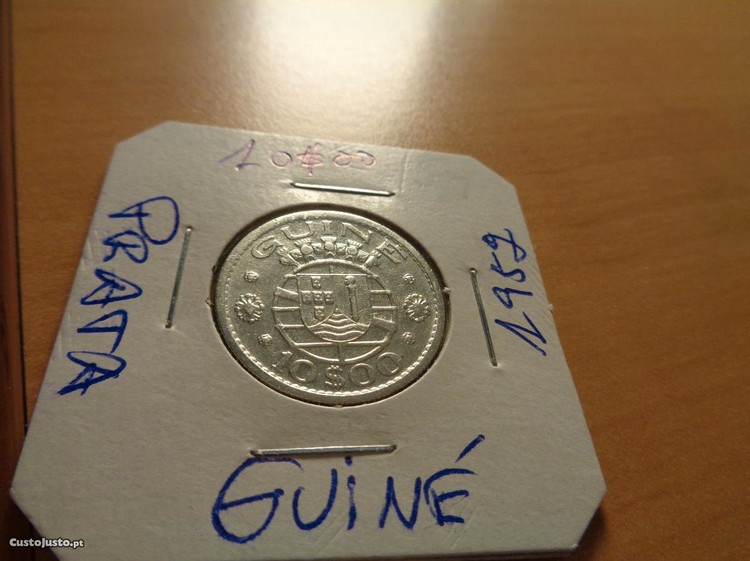 10$00
PRATA
GUINÉ
10$00
1952
GUINÉ
CustoJusto.pt